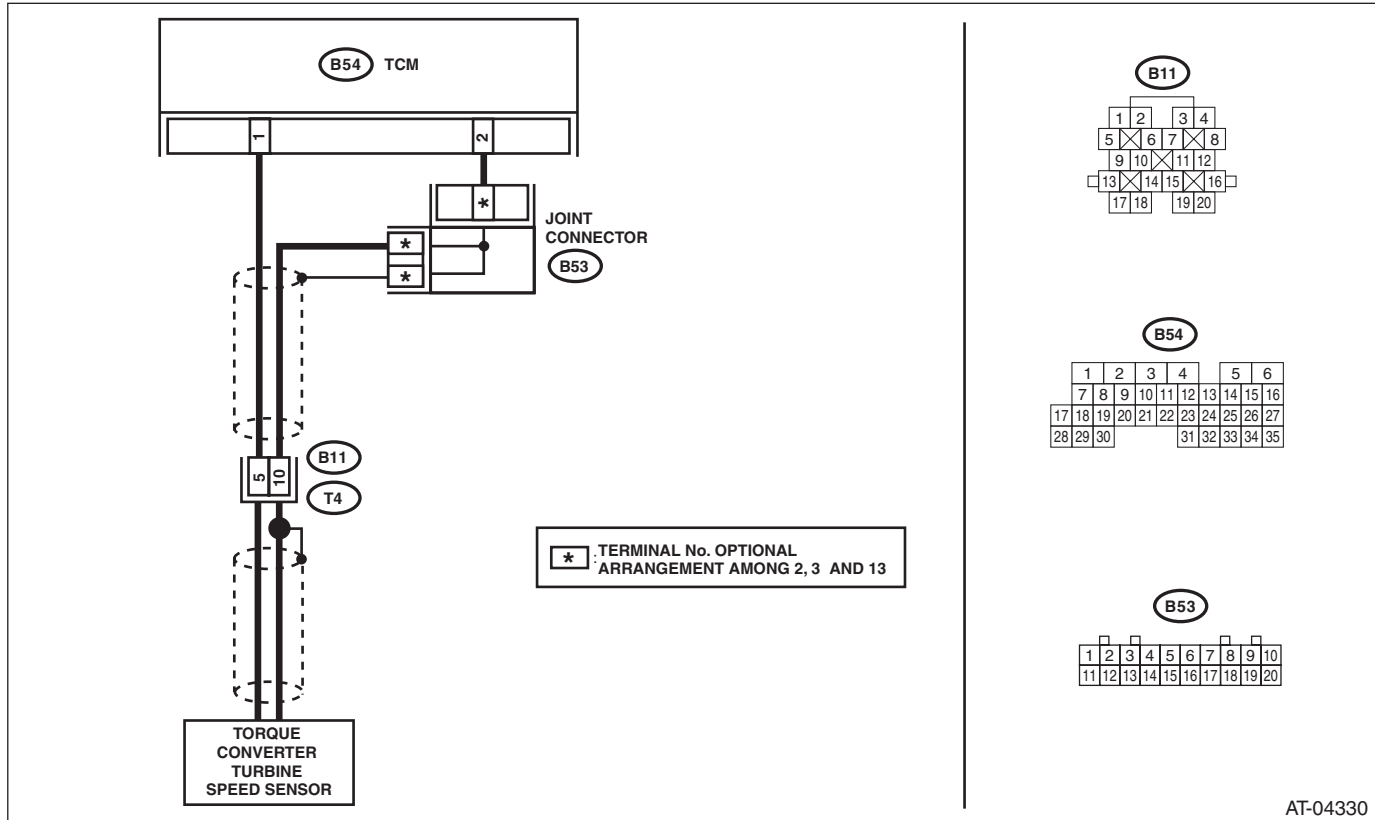 B54 TCM
1 2
*
JOINT
CONNECTOR
B53
*
*
5 10
B11
T4
* : TERMINAL No. OPTIONAL
ARRANGEMENT AMONG 2, 3 AND 13
TORQUE
CONVERTER
TURBINE
SPEED SENSOR
B11
1 2 3 4
5 6 7 8
9 10 11 12
13 14 15 16
17 18 19 20
B54
1 2 3 4 5 6
7 8 9 10 11 12 13 14 15 16
17 18 19 20 21 22 23 24 25 26 27
28 29 30 31 32 33 34 35
B53
1 2 3 4 5 6 7 8 9 10
11 12 13 14 15 16 17 18 19 20
AT-04330